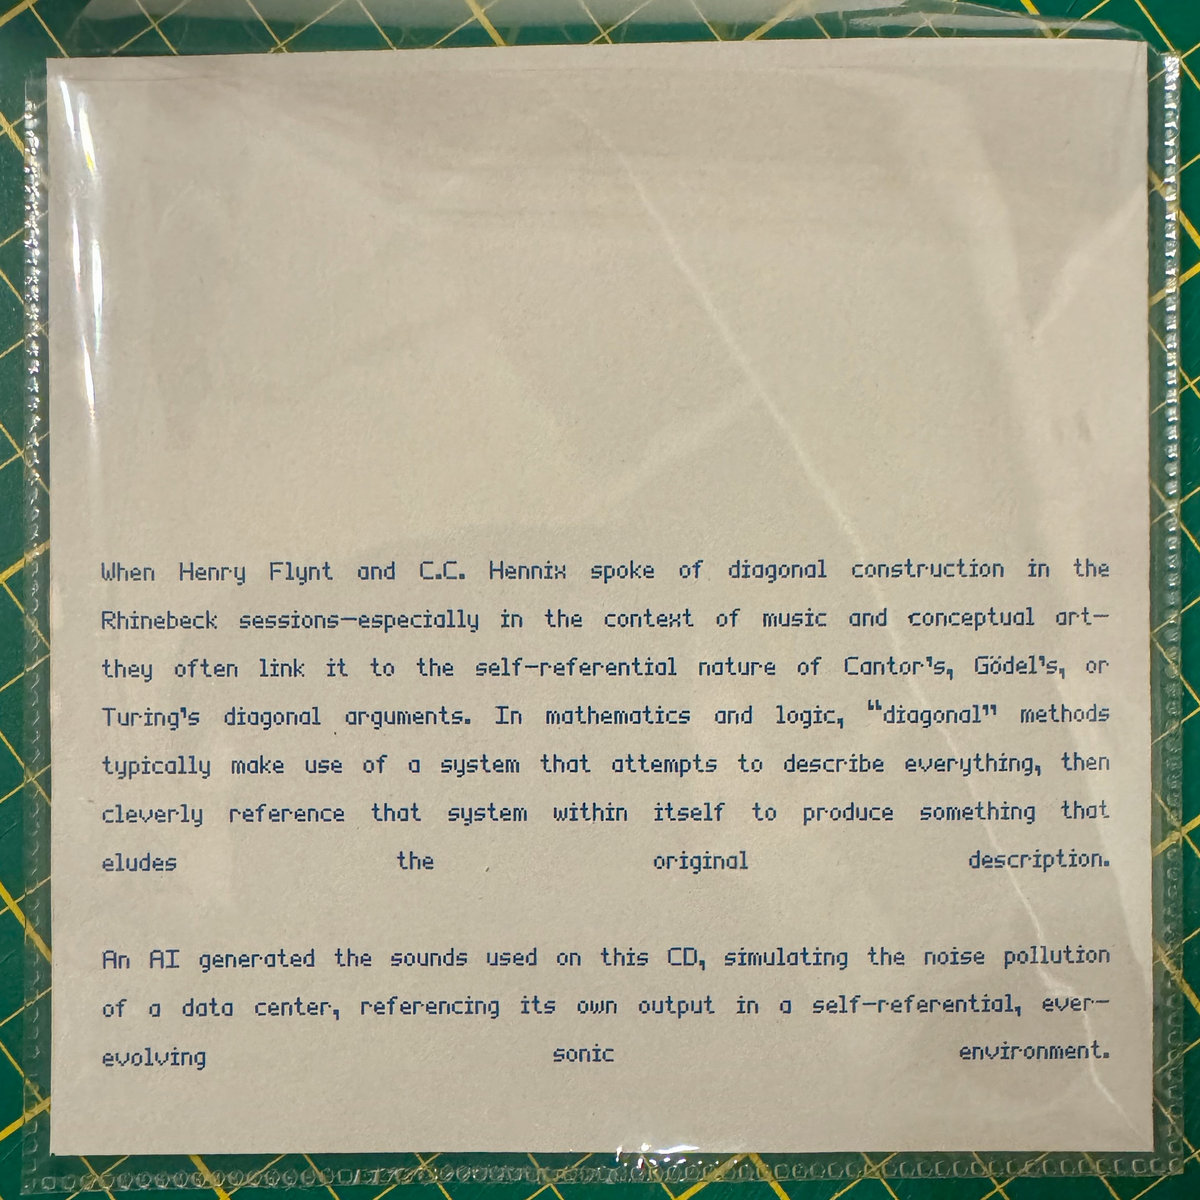 When Henry Flynt and C.C. Hennix spoke of diagonal construction in the
Rhinebeck sessions—especially in the context of music and conceptual art—
they often link it to the self-referential nature of Cantor's, Gödel's, or
Turing's diagonal arguments. In mathematics and logic, “diagonal” methods
typically make use of a system that attempts to describe everything, then
cleverly reference that system within itself to produce something that
eludes the original description.
An AI generated the sounds used on this CD, simulating the noise pollution
of a data center, referencing its own output in a self-referential, ever-
evolving sonic environment.